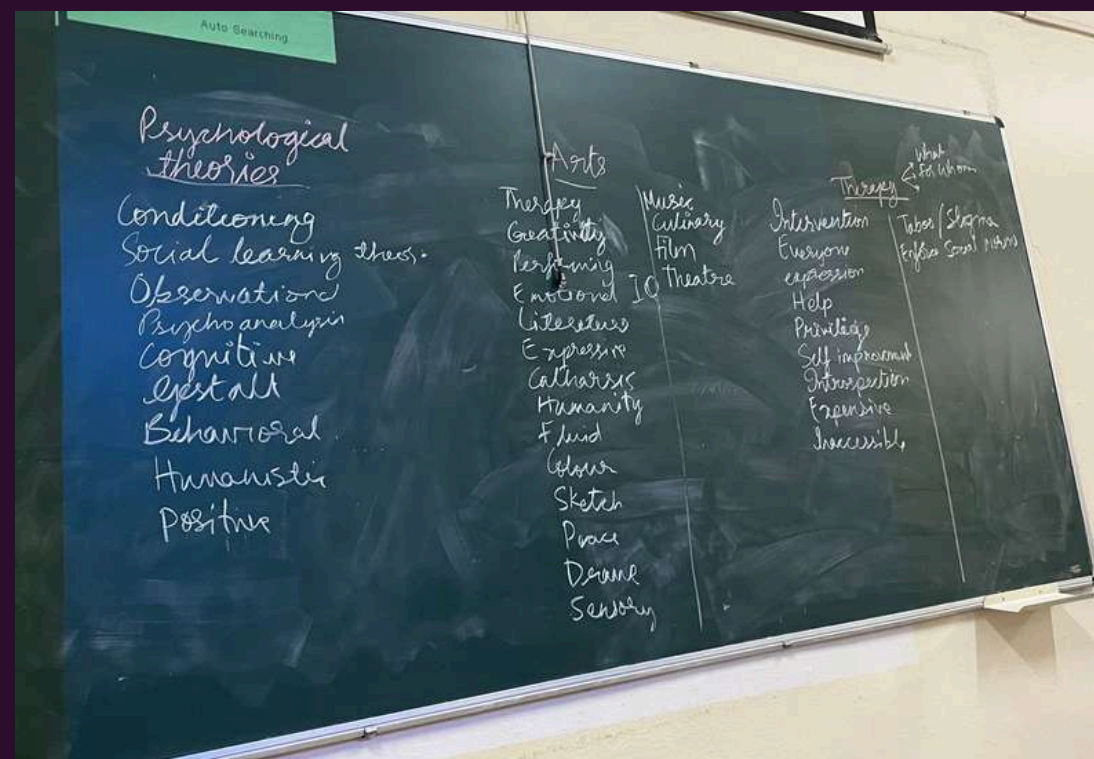 Auto Searching
Psychological
theories
Conditioning
Social learning theory.
Observational
Psychoanalysis
Cognitive
Gestalt
Behavioral
Humanistic
Positive
Arts
Therapy
Creativity
Performing
Emotional
Literature
Expressive
Catharsis
Humanity
Fluid
Colour
Sketch
Peace
Drama
Sensory
Music
Culinary
Film
Theatre
Therapy
What
For Whom
Intervention
Everyone
expression
Help
Privilege
Self improvement
Introspection
Expensive
Inaccessible
Taboo / Stigma
Social norms